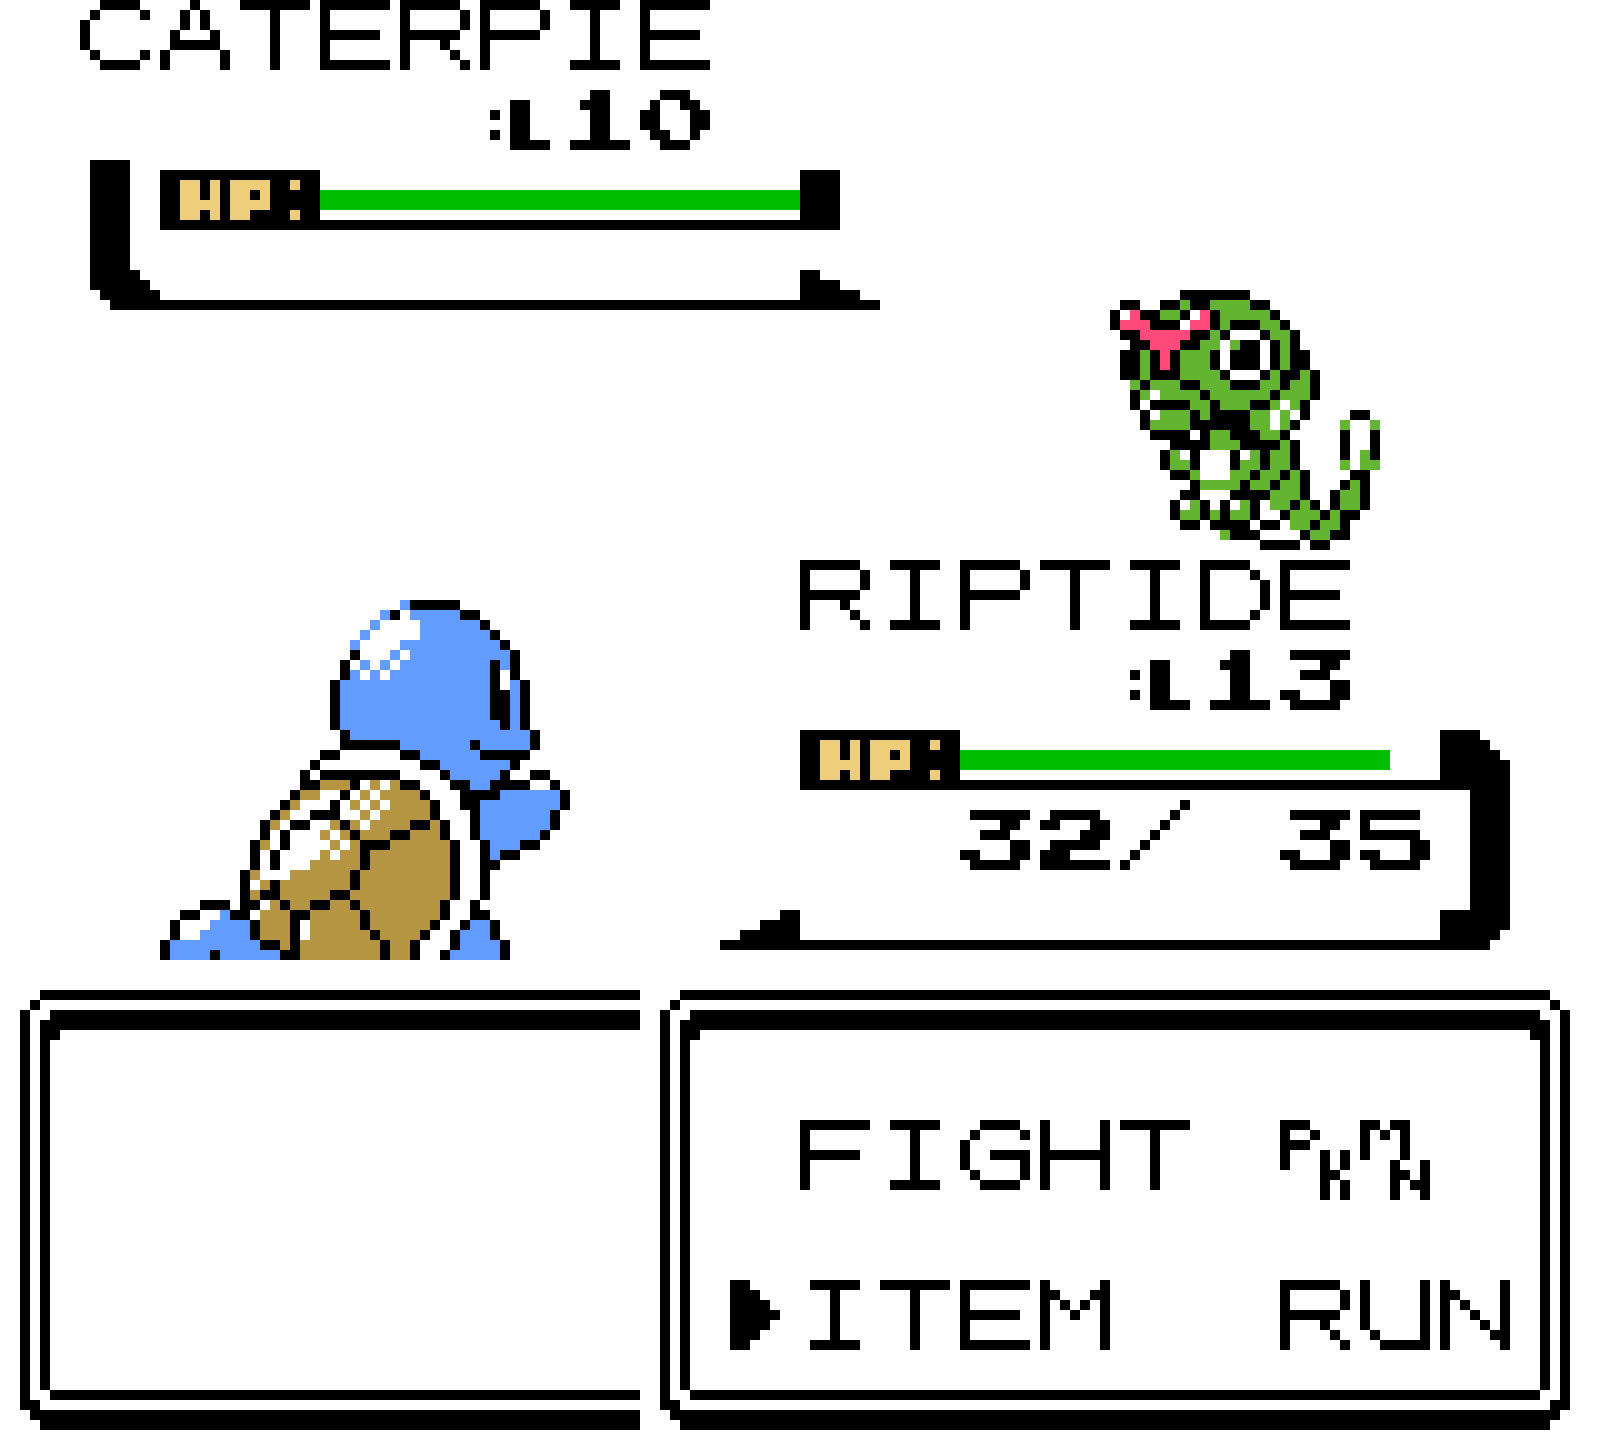 CATERPIE
:L10
HP:
RIPTIDE
:L13
HP:
32/ 35
FIGHT PKMN
▶ITEM RUN